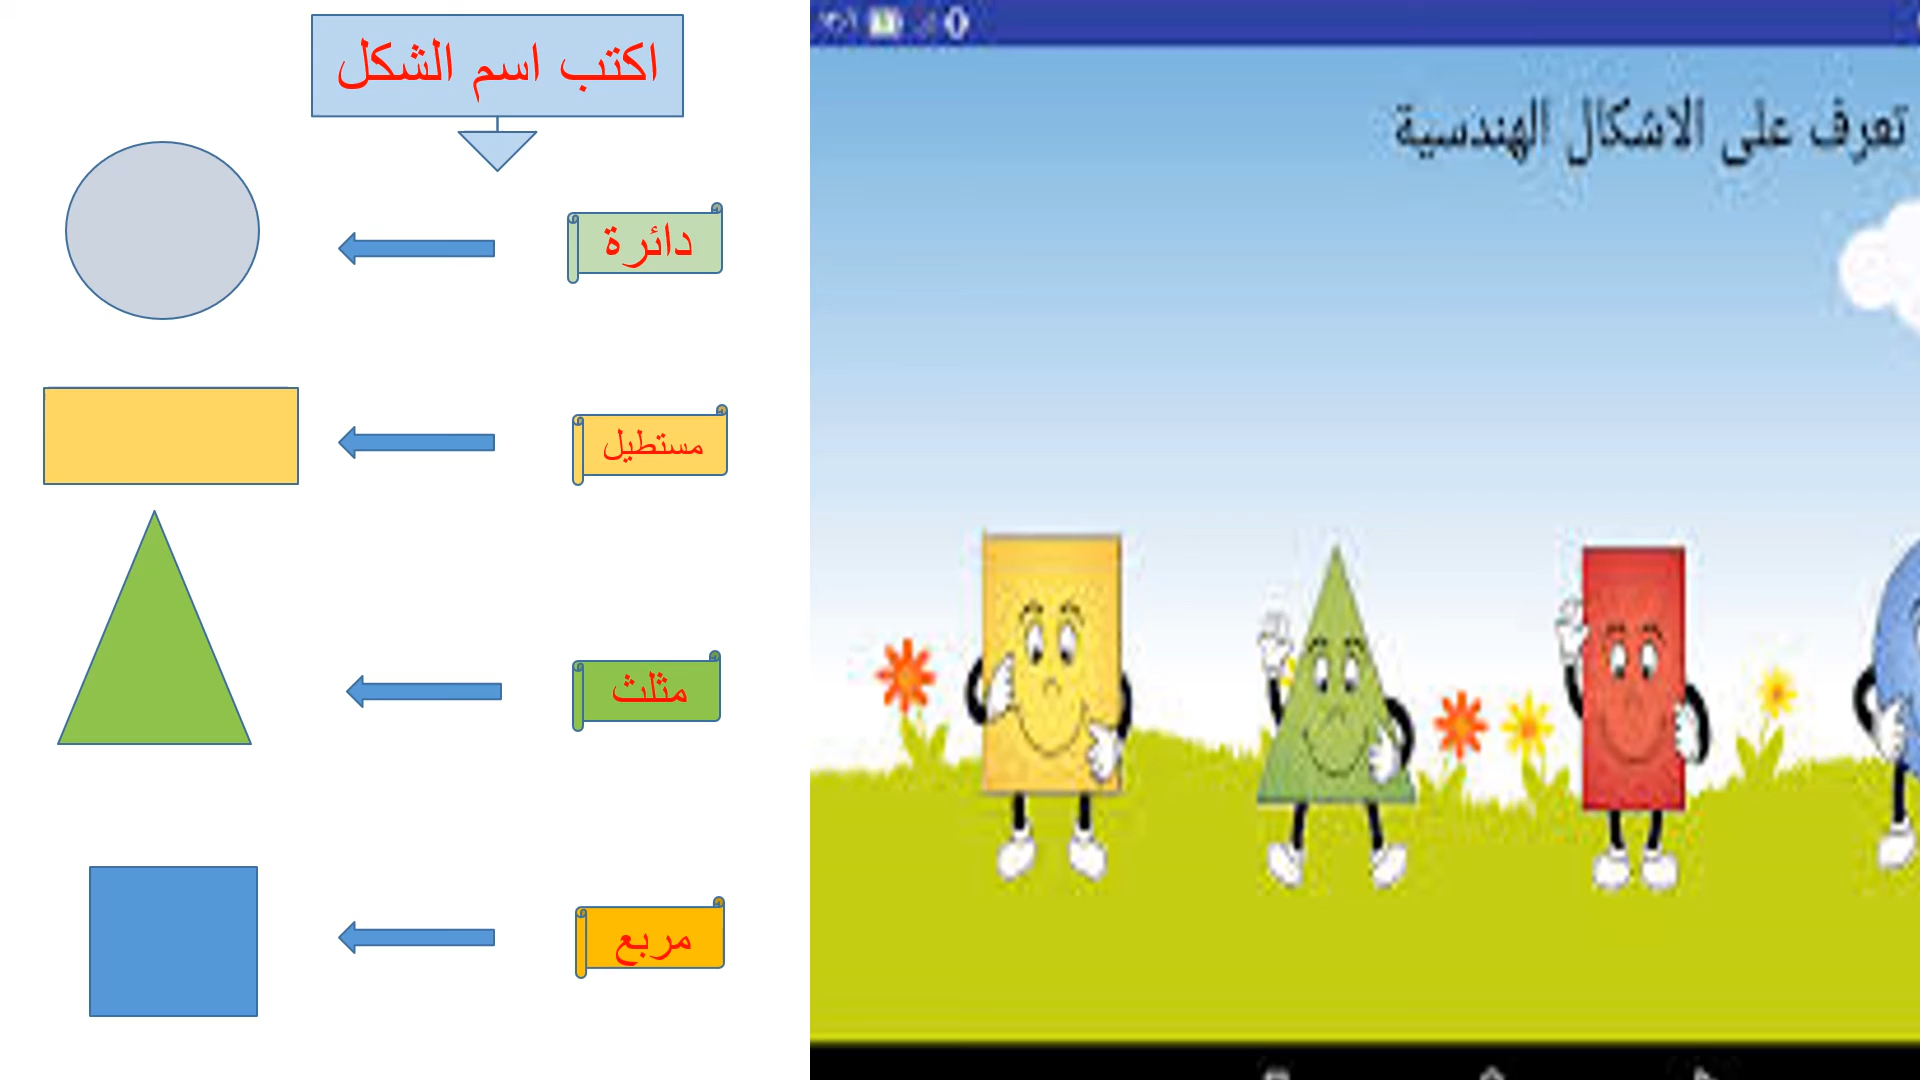 اكتب اسم الشكل
دائرة
مستطيل
مثلث
مربع
تعرف على الاشكال الهندسية